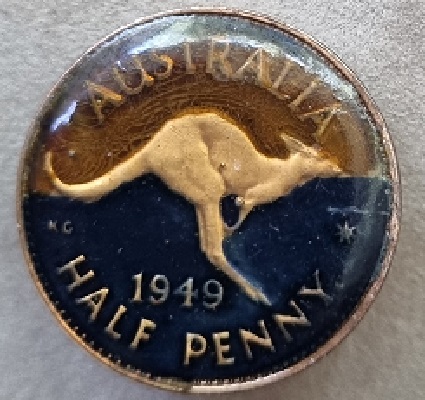 AUSTRALIA
KG
1949
HALF PENNY